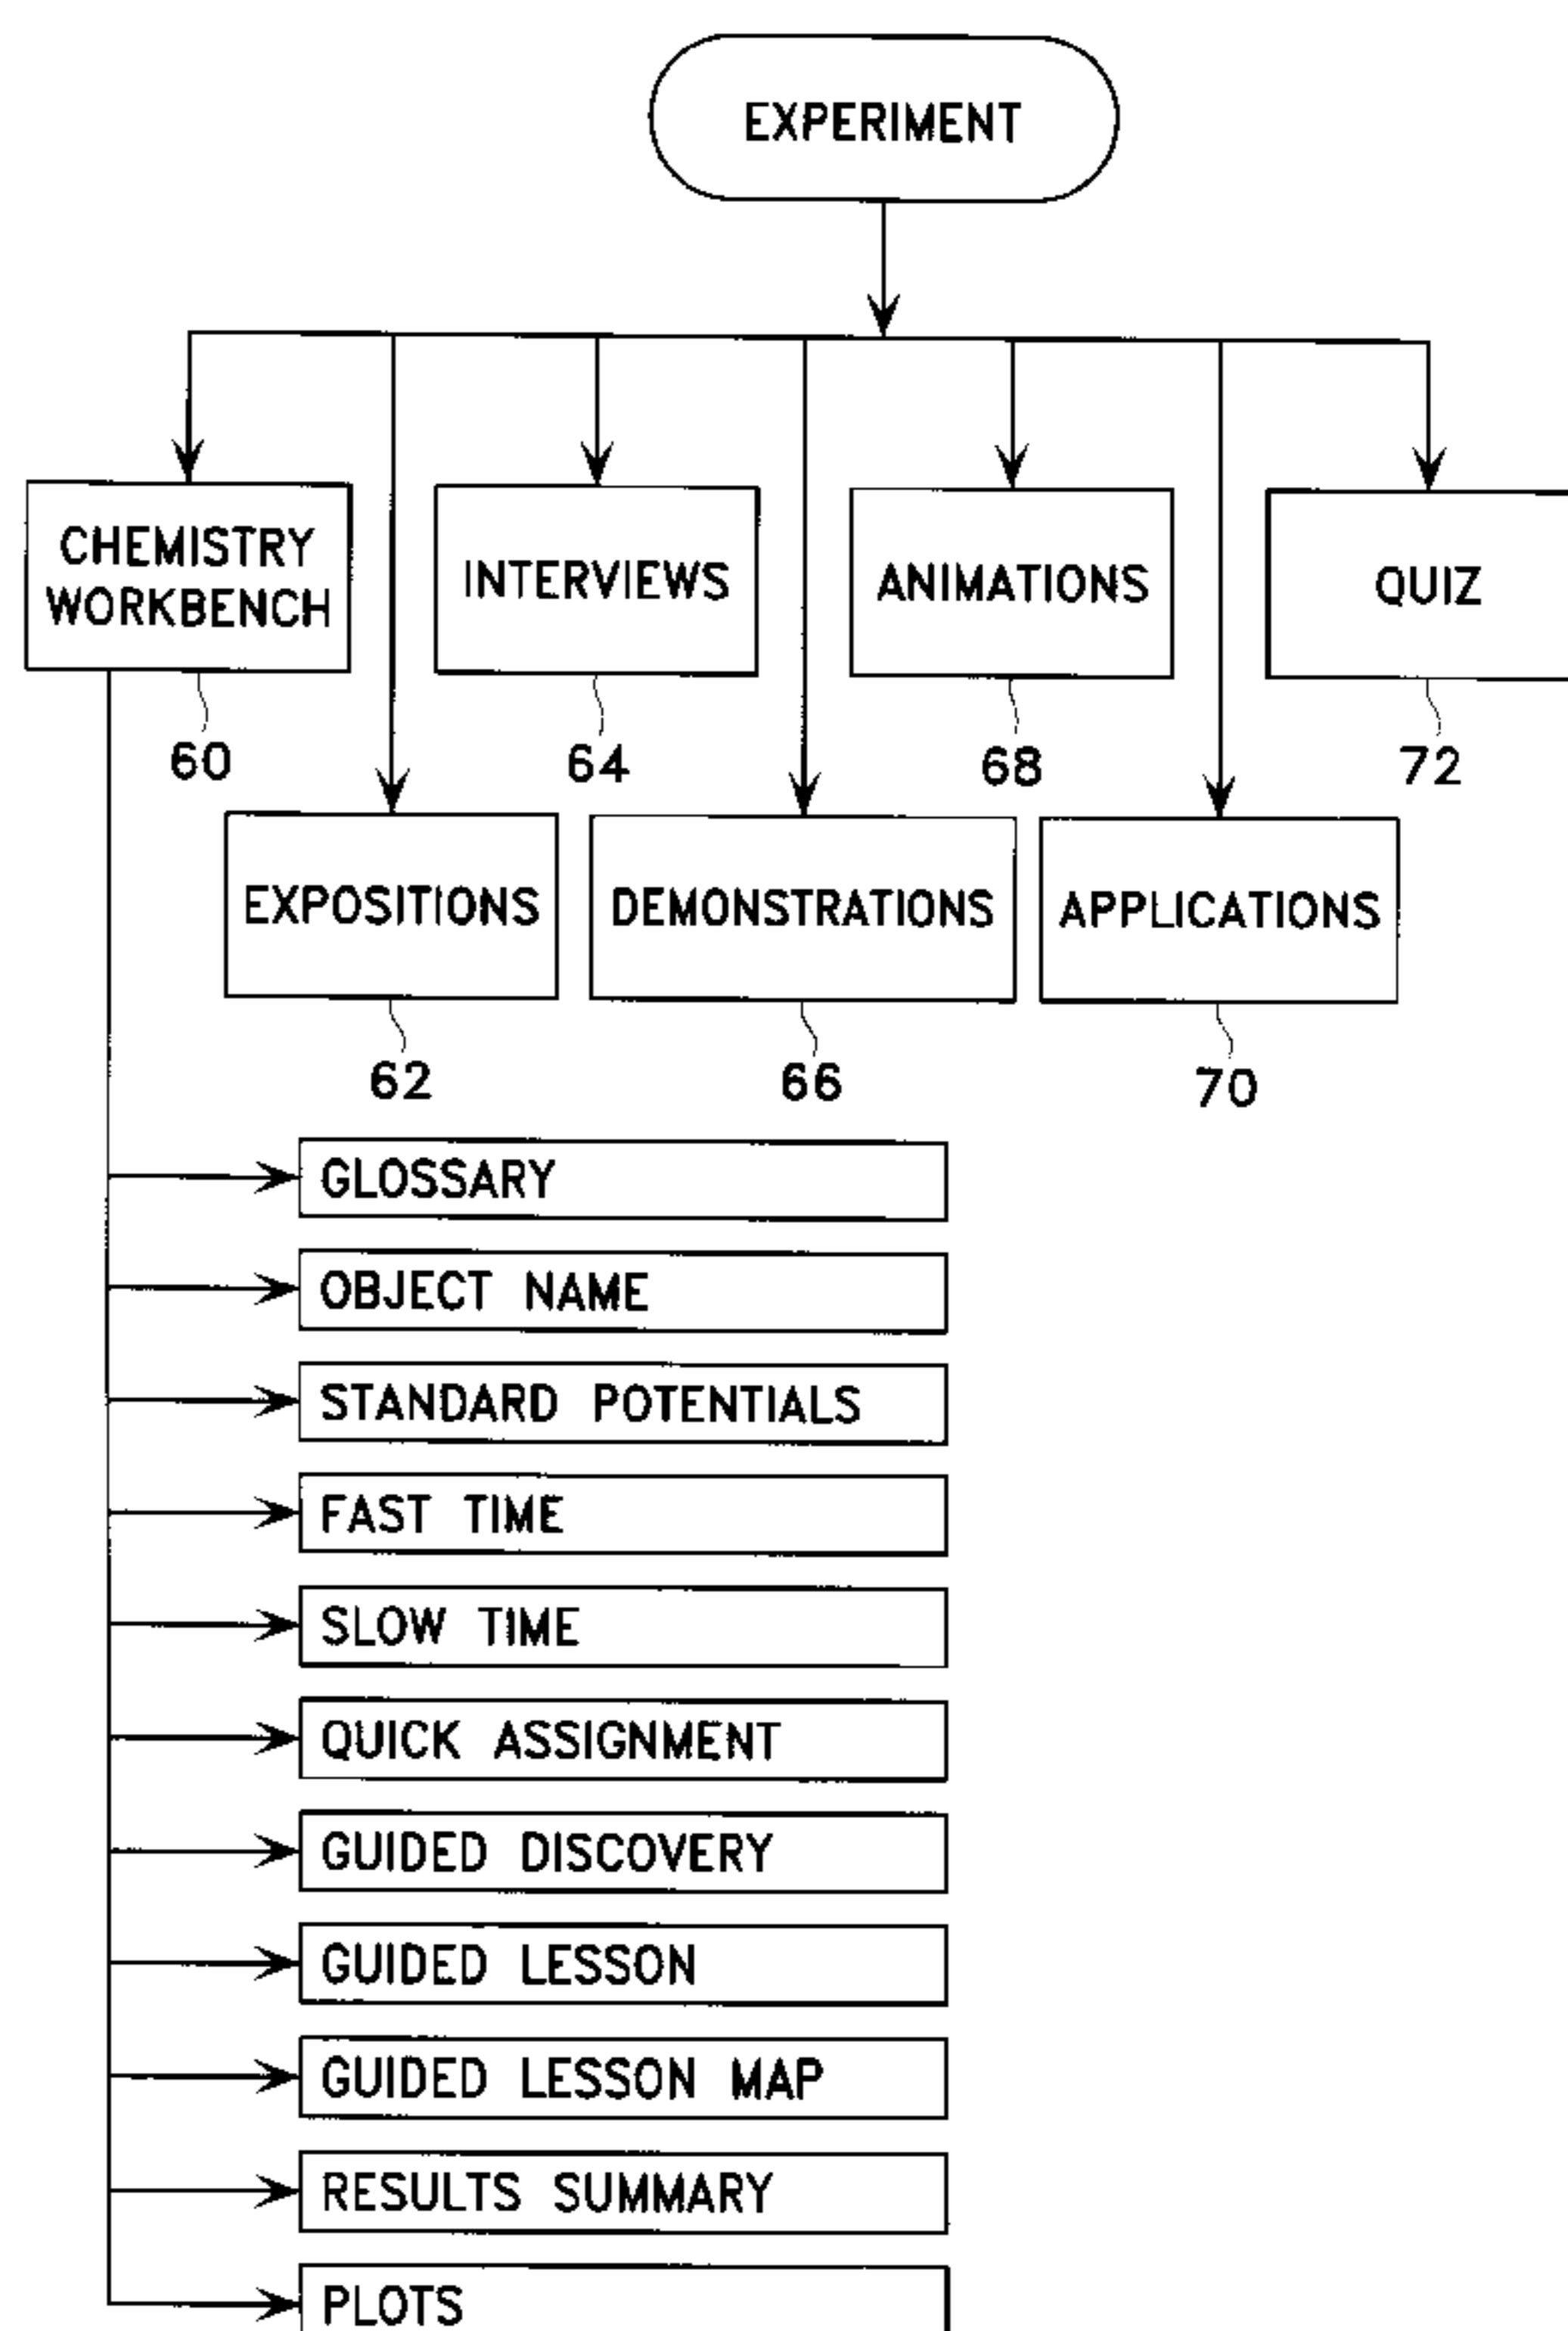 EXPERIMENT
CHEMISTRY
WORKBENCH
INTERVIEWS
ANIMATIONS
QUIZ
60
64
68
72
EXPOSITIONS
DEMONSTRATIONS
APPLICATIONS
62
66
70
GLOSSARY
OBJECT NAME
STANDARD POTENTIALS
FAST TIME
SLOW TIME
QUICK ASSIGNMENT
GUIDED DISCOVERY
GUIDED LESSON
GUIDED LESSON MAP
RESULTS SUMMARY
PLOTS